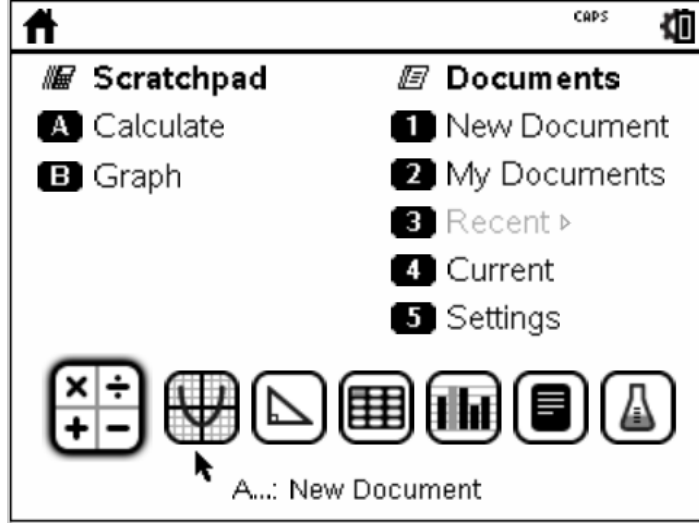 CAPS
Scratchpad
A Calculate
B Graph
Documents
1 New Document
2 My Documents
3 Recent ▹
4 Current
5 Settings
A...: New Document